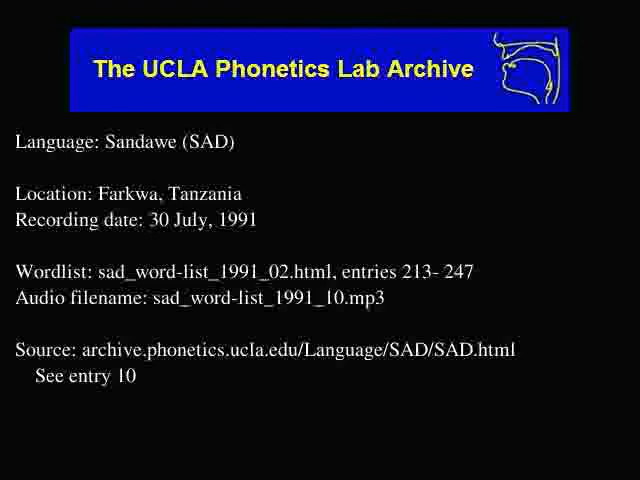 The UCLA Phonetics Lab Archive
Language: Sandawe (SAD)
Location: Farkwa, Tanzania
Recording date: 30 July, 1991
Wordlist: sad_word-list_1991_02.html, entries 213- 247
Audio filename: sad_word-list_1991_10.mp3
Source: archive.phonetics.ucla.edu/Language/SAD/SAD.html
See entry 10